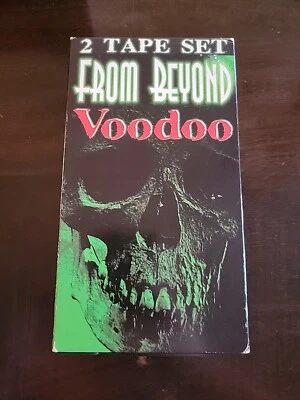 2 TAPE SET
FROM BEYOND
Voodoo